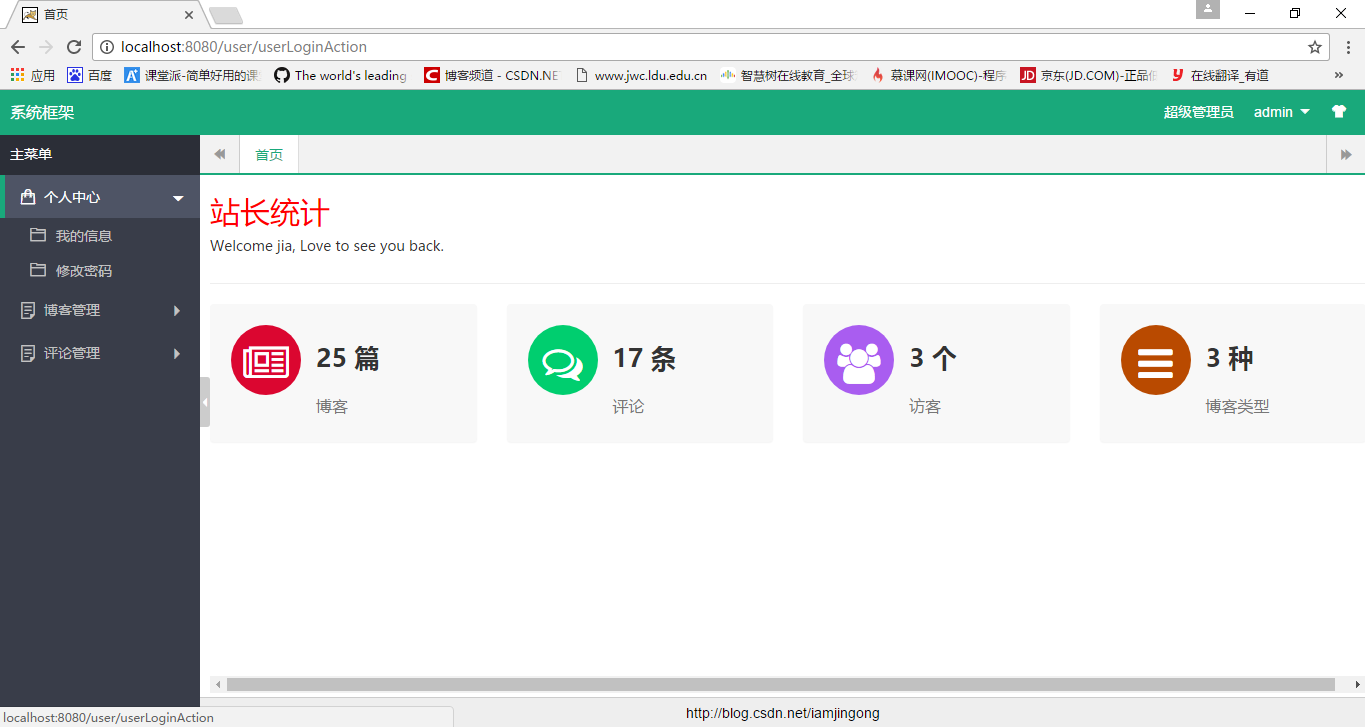 首页
localhost:8080/user/userLoginAction
应用 百度 课堂派-简单好用的课 The world's leading C 博客频道 - CSDN.NE www.jwc.ldu.edu.cn 智慧树在线教育_全球 慕课网(IMOOC)-程序 JD 京东(JD.COM)-正品低 y 在线翻译_有道 »
系统框架 超级管理员 admin
主菜单 首页
个人中心
我的信息
修改密码
博客管理
评论管理
站长统计
Welcome jia, Love to see you back.
25 篇
博客
17 条
评论
3 个
访客
3 种
博客类型
localhost:8080/user/userLoginAction
http://blog.csdn.net/iamjingong